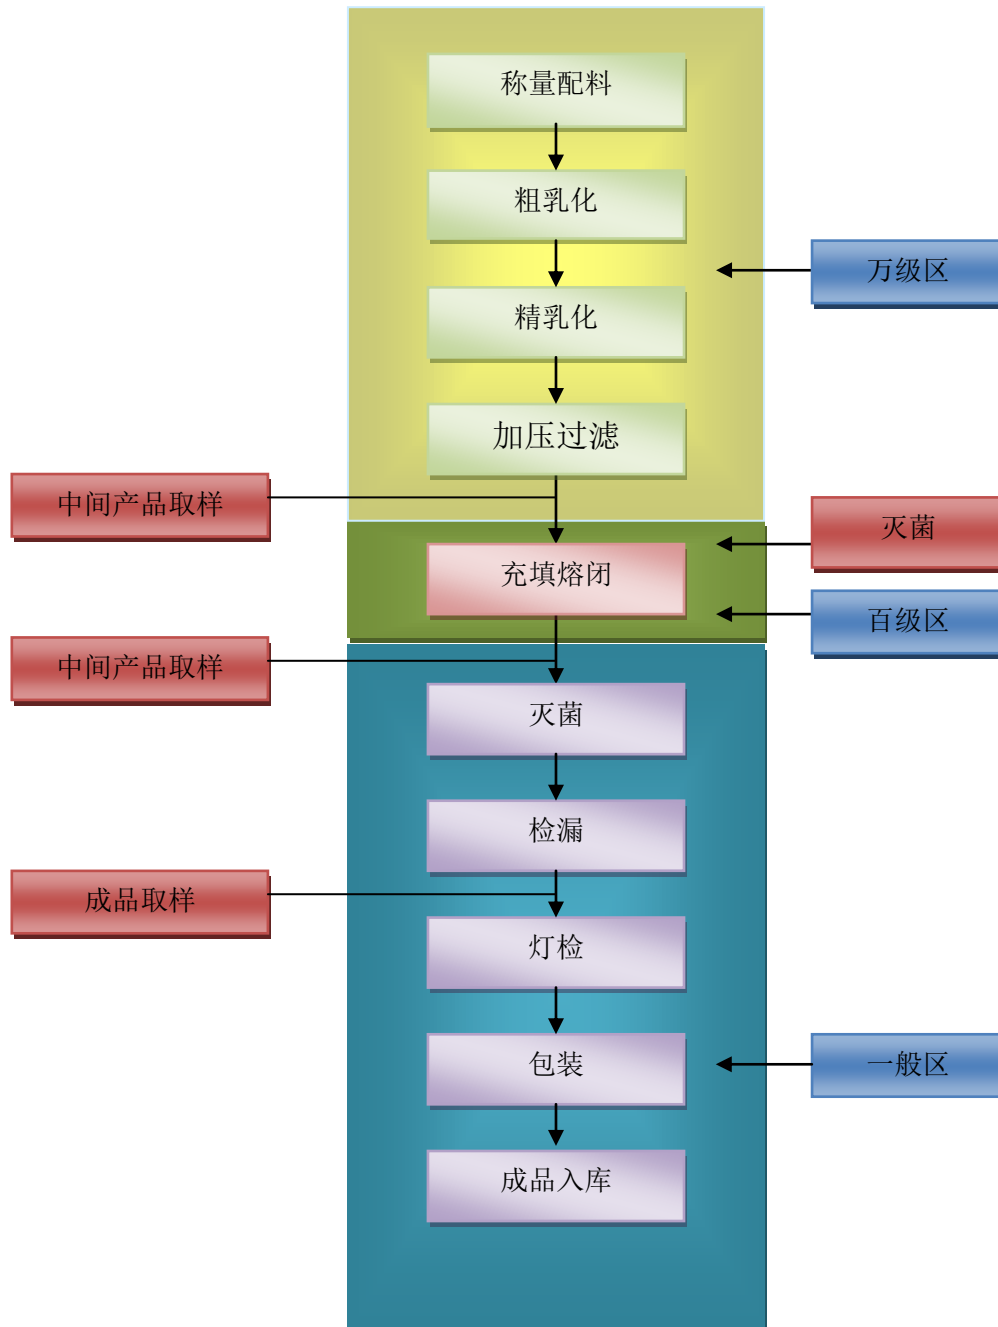 称量配料
粗乳化
万级区
精乳化
加压过滤
中间产品取样
灭菌
充填熔闭
百级区
中间产品取样
灭菌
检漏
成品取样
灯检
包装
一般区
成品入库